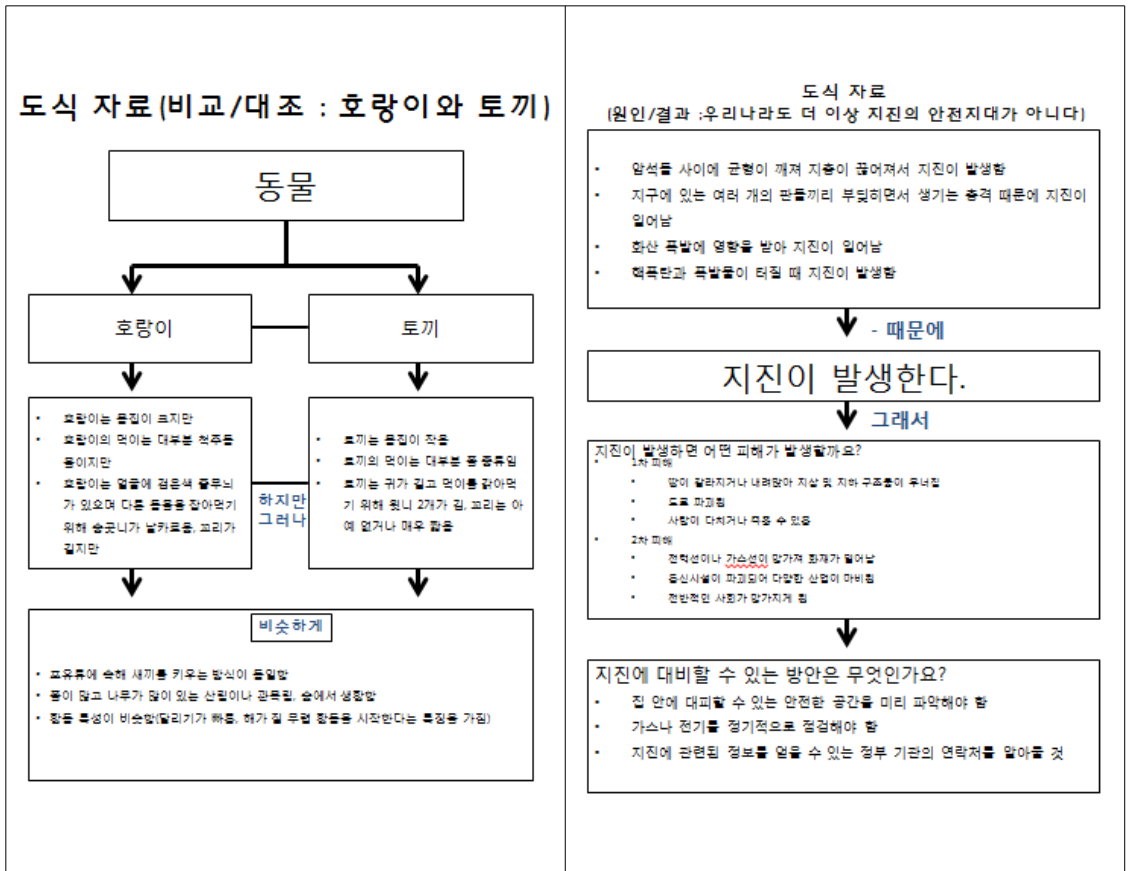 도식 자료(비교/대조 : 호랑이와 토끼)
동물
호랑이
토끼
• 호랑이는 몸집이 크지만
• 호랑이의 먹이는 대부분 척추동
물이지만
• 호랑이는 얼굴에 검은색 줄무늬
가 있으며 다른 동물을 잡아먹기
위해 송곳니가 날카로움, 꼬리가
길지만
하지만
그러나
• 토끼는 몸집이 작음
• 토끼의 먹이는 대부분 풀 종류임
• 토끼는 귀가 길고 먹이를 갉아먹
기 위해 윗니 2개가 김, 꼬리는 아
예 없거나 매우 짧음
비슷하게
• 포유류에 속해 새끼를 키우는 방식이 동일함
• 풀이 많고 나무가 많이 있는 산림이나 관목림, 숲에서 생활함
• 활동 특성이 비슷함(달리기가 빠름, 해가 질 무렵 활동을 시작한다는 특징을 가짐)
도식 자료
(원인/결과 :우리나라도 더 이상 지진의 안전지대가 아니다)
• 암석들 사이에 균형이 깨져 지층이 끊어져서 지진이 발생함
• 지구에 있는 여러 개의 판들끼리 부딪히면서 생기는 충격 때문에 지진이
일어남
• 화산 폭발에 영향을 받아 지진이 일어남
• 핵폭탄과 폭발물이 터질 때 지진이 발생함
- 때문에
지진이 발생한다.
그래서
지진이 발생하면 어떤 피해가 발생할까요?
• 1차 피해
• 땅이 갈라지거나 내려앉아 지상 및 지하 구조물이 무너짐
• 도로 파괴됨
• 사람이 다치거나 죽을 수 있음
• 2차 피해
• 전력선이나 가스선이 망가져 화재가 일어남
• 통신시설이 파괴되어 다양한 산업이 마비됨
• 전반적인 사회가 망가지게 됨
지진에 대비할 수 있는 방안은 무엇인가요?
• 집 안에 대피할 수 있는 안전한 공간을 미리 파악해야 함
• 가스나 전기를 정기적으로 점검해야 함
• 지진에 관련된 정보를 얻을 수 있는 정부 기관의 연락처를 알아둘 것